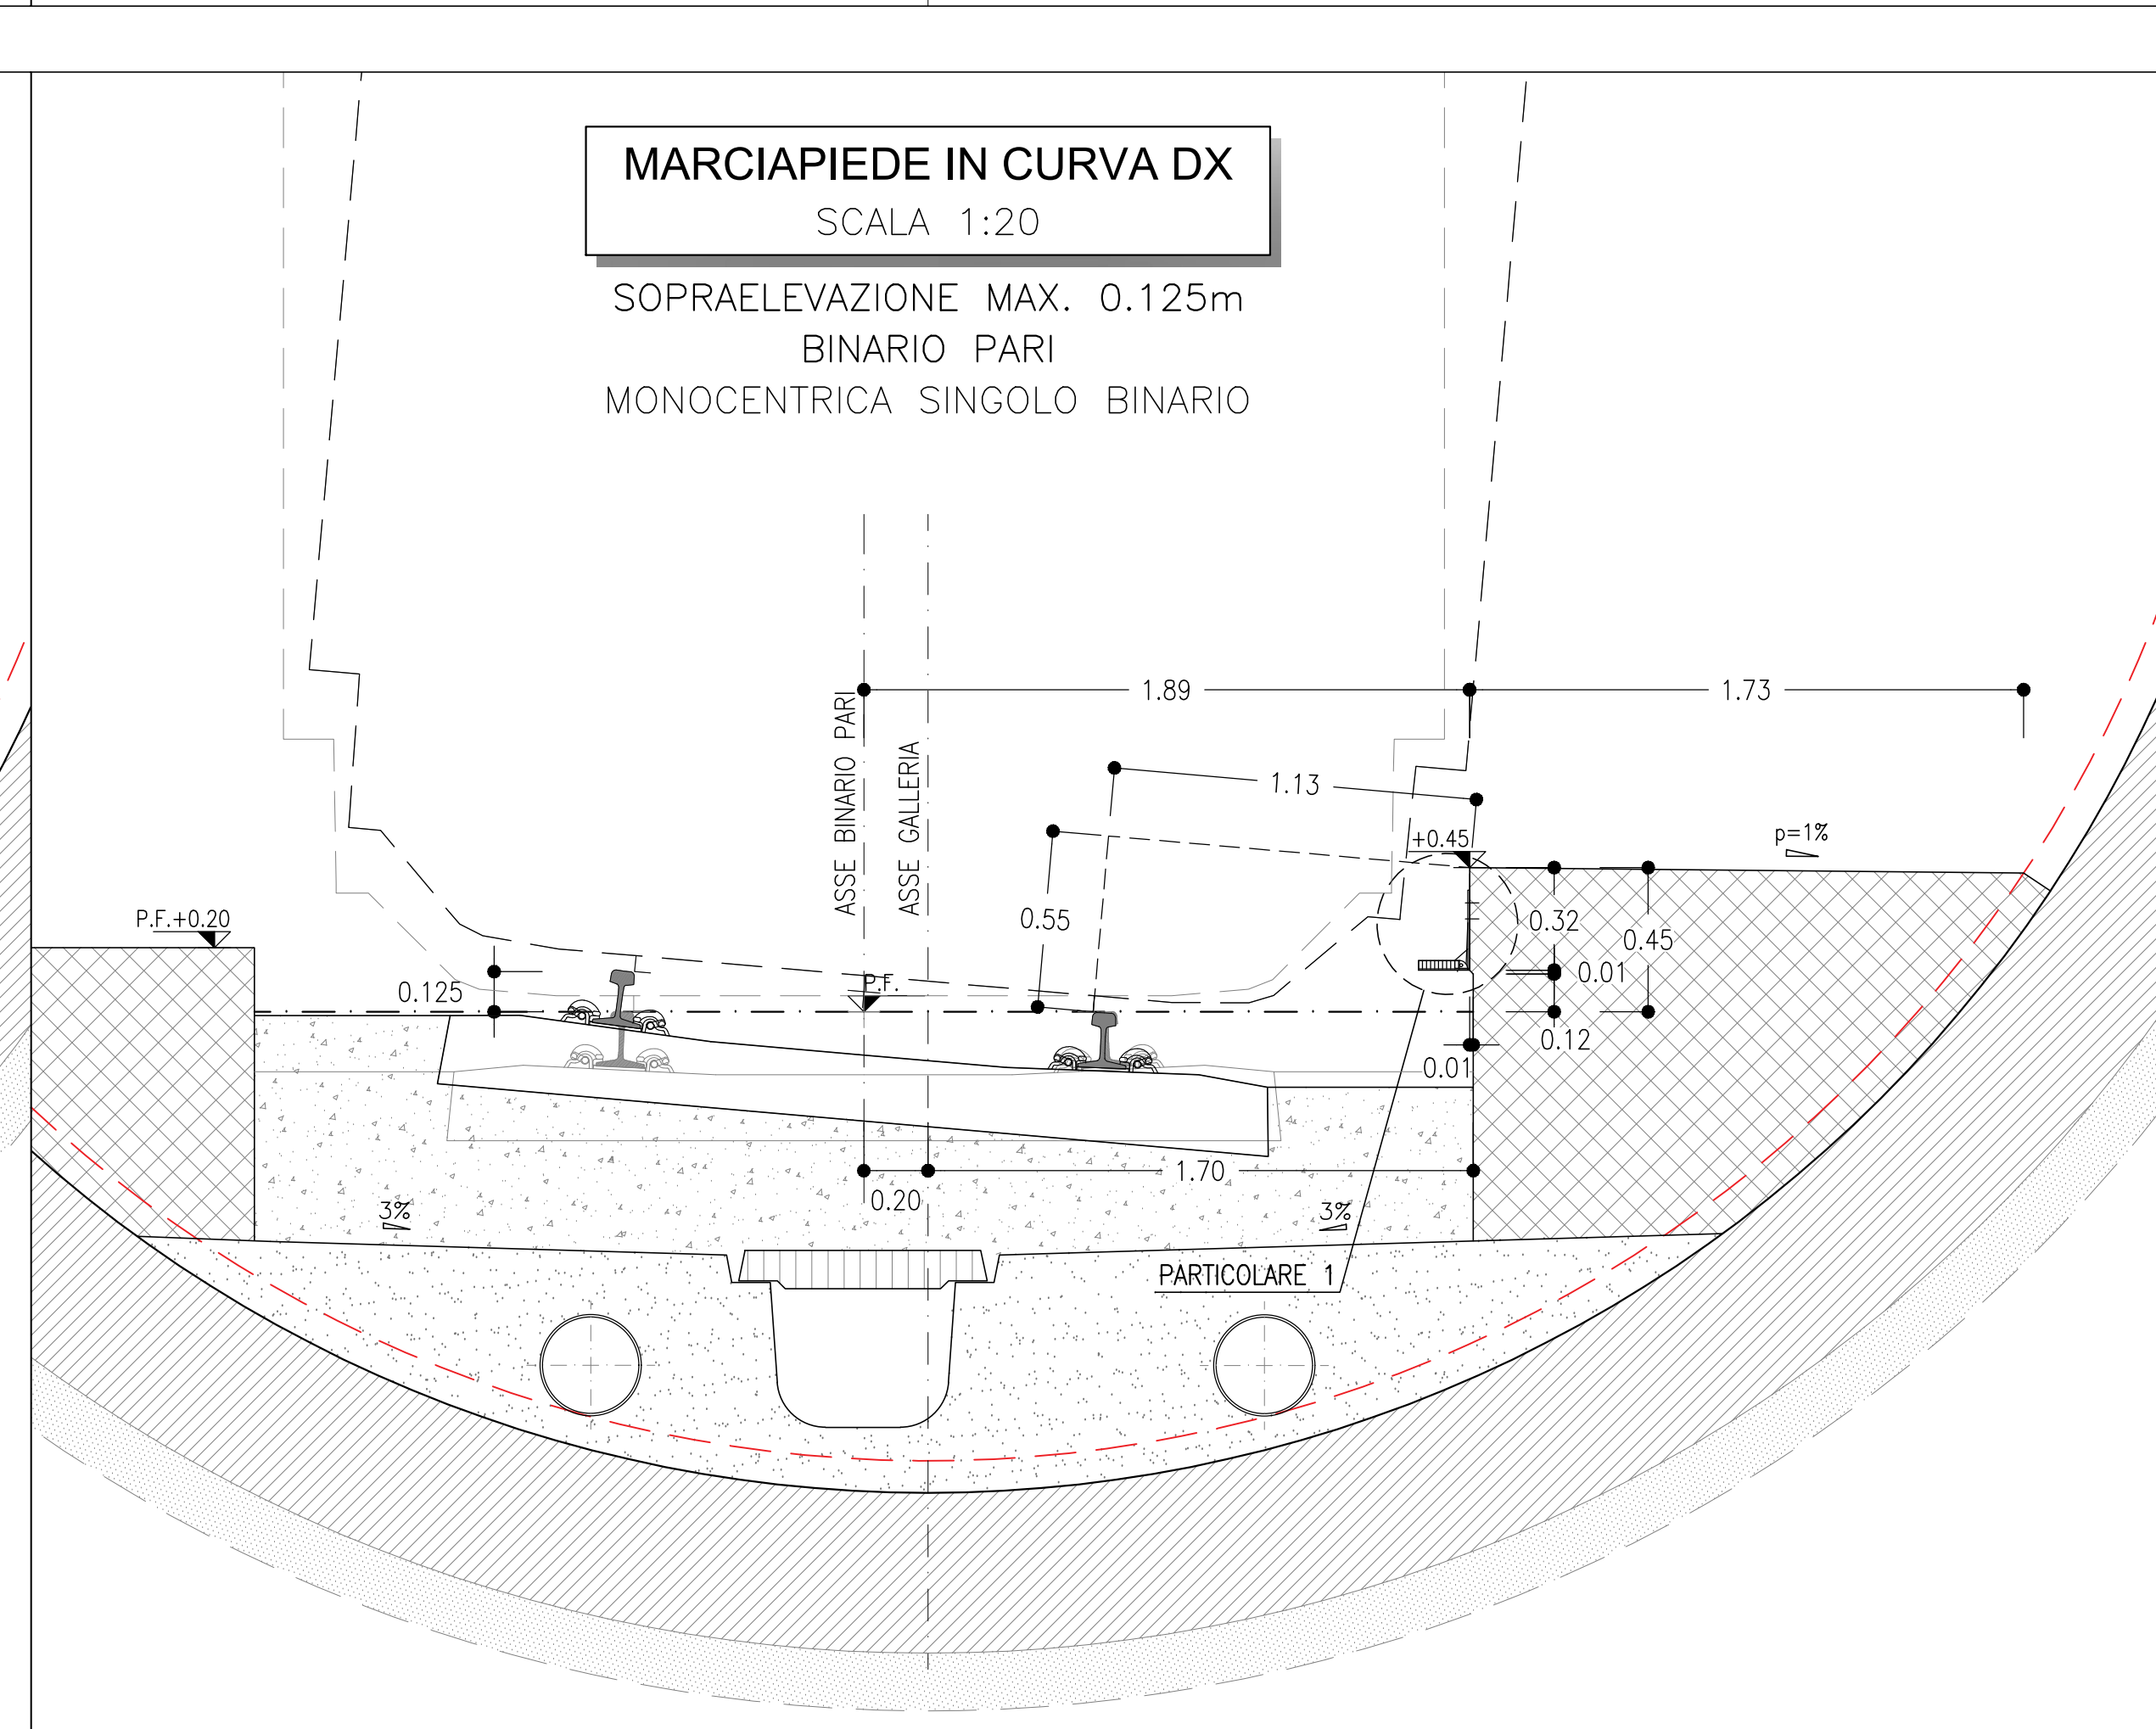 MARCIAPIEDE IN CURVA DX
SCALA 1:20
SOPRAELEVAZIONE MAX. 0.125m
BINARIO PARI
MONOCENTRICA SINGOLO BINARIO
1.89
1.73
ASSE BINARIO PARI
ASSE GALLERIA
1.13
+0.45
p=1%
0.55
P.F.+0.20
0.32
0.45
0.125
P.F.
0.01
0.12
0.01
1.70
0.20
3%
3%
PARTICOLARE 1